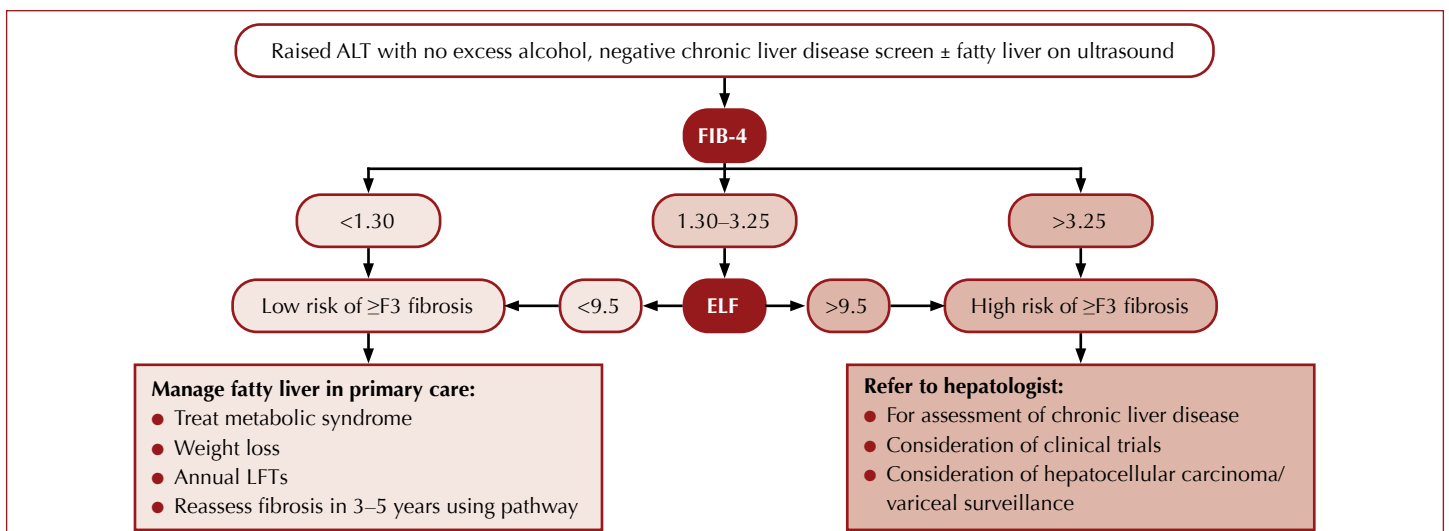 Raised ALT with no excess alcohol, negative chronic liver disease screen ± fatty liver on ultrasound
FIB-4
<1.30
1.30–3.25
>3.25
Low risk of ≥F3 fibrosis
<9.5
ELF
>9.5
High risk of ≥F3 fibrosis
Manage fatty liver in primary care:
● Treat metabolic syndrome
● Weight loss
● Annual LFTs
● Reassess fibrosis in 3–5 years using pathway
Refer to hepatologist:
● For assessment of chronic liver disease
● Consideration of clinical trials
● Consideration of hepatocellular carcinoma/
variceal surveillance